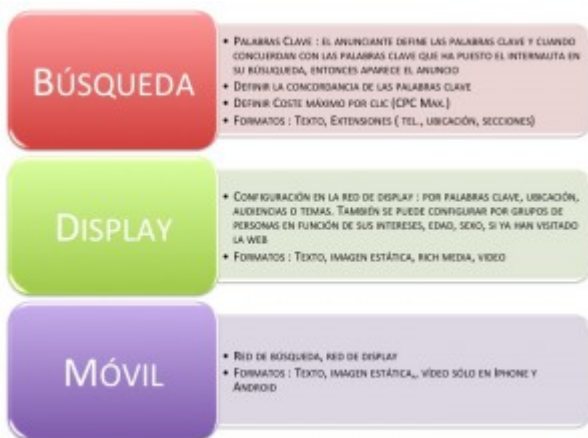 BÚSQUEDA
• PALABRAS CLAVE : EL ANUNCIANTE DEFINE LAS PALABRAS CLAVE Y CUANDO
CONCUERDAN CON LAS PALABRAS CLAVE QUE HA PUESTO EL INTERNAUTA EN
SU BÚSUQUEDA, ENTONCES APARECE EL ANUNCIO
• DEFINIR LA CONCORDANCIA DE LAS PALABRAS CLAVE
• DEFINIR COSTE MÁXIMO POR CLIC (CPC MAX.)
• FORMATOS : TEXTO, EXTENSIONES ( TEL., UBICACIÓN, SECCIONES)
DISPLAY
• CONFIGURACIÓN EN LA RED DE DISPLAY : POR PALABRAS CLAVE, UBICACIÓN,
AUDIENCIAS O TEMAS. TAMBIÉN SE PUEDE CONFIGURAR POR GRUPOS DE
PERSONAS EN FUNCIÓN DE SUS INTERESES, EDAD, SEXO, SI YA HAN VISITADO
LA WEB
• FORMATOS : TEXTO, IMAGEN ESTÁTICA, RICH MEDIA, VIDEO
MÓVIL
• RED DE BÚSQUEDA, RED DE DISPLAY
• FORMATOS : TEXTO, IMAGEN ESTÁTICA,, VÍDEO SÓLO EN IPHONE Y
ANDROID